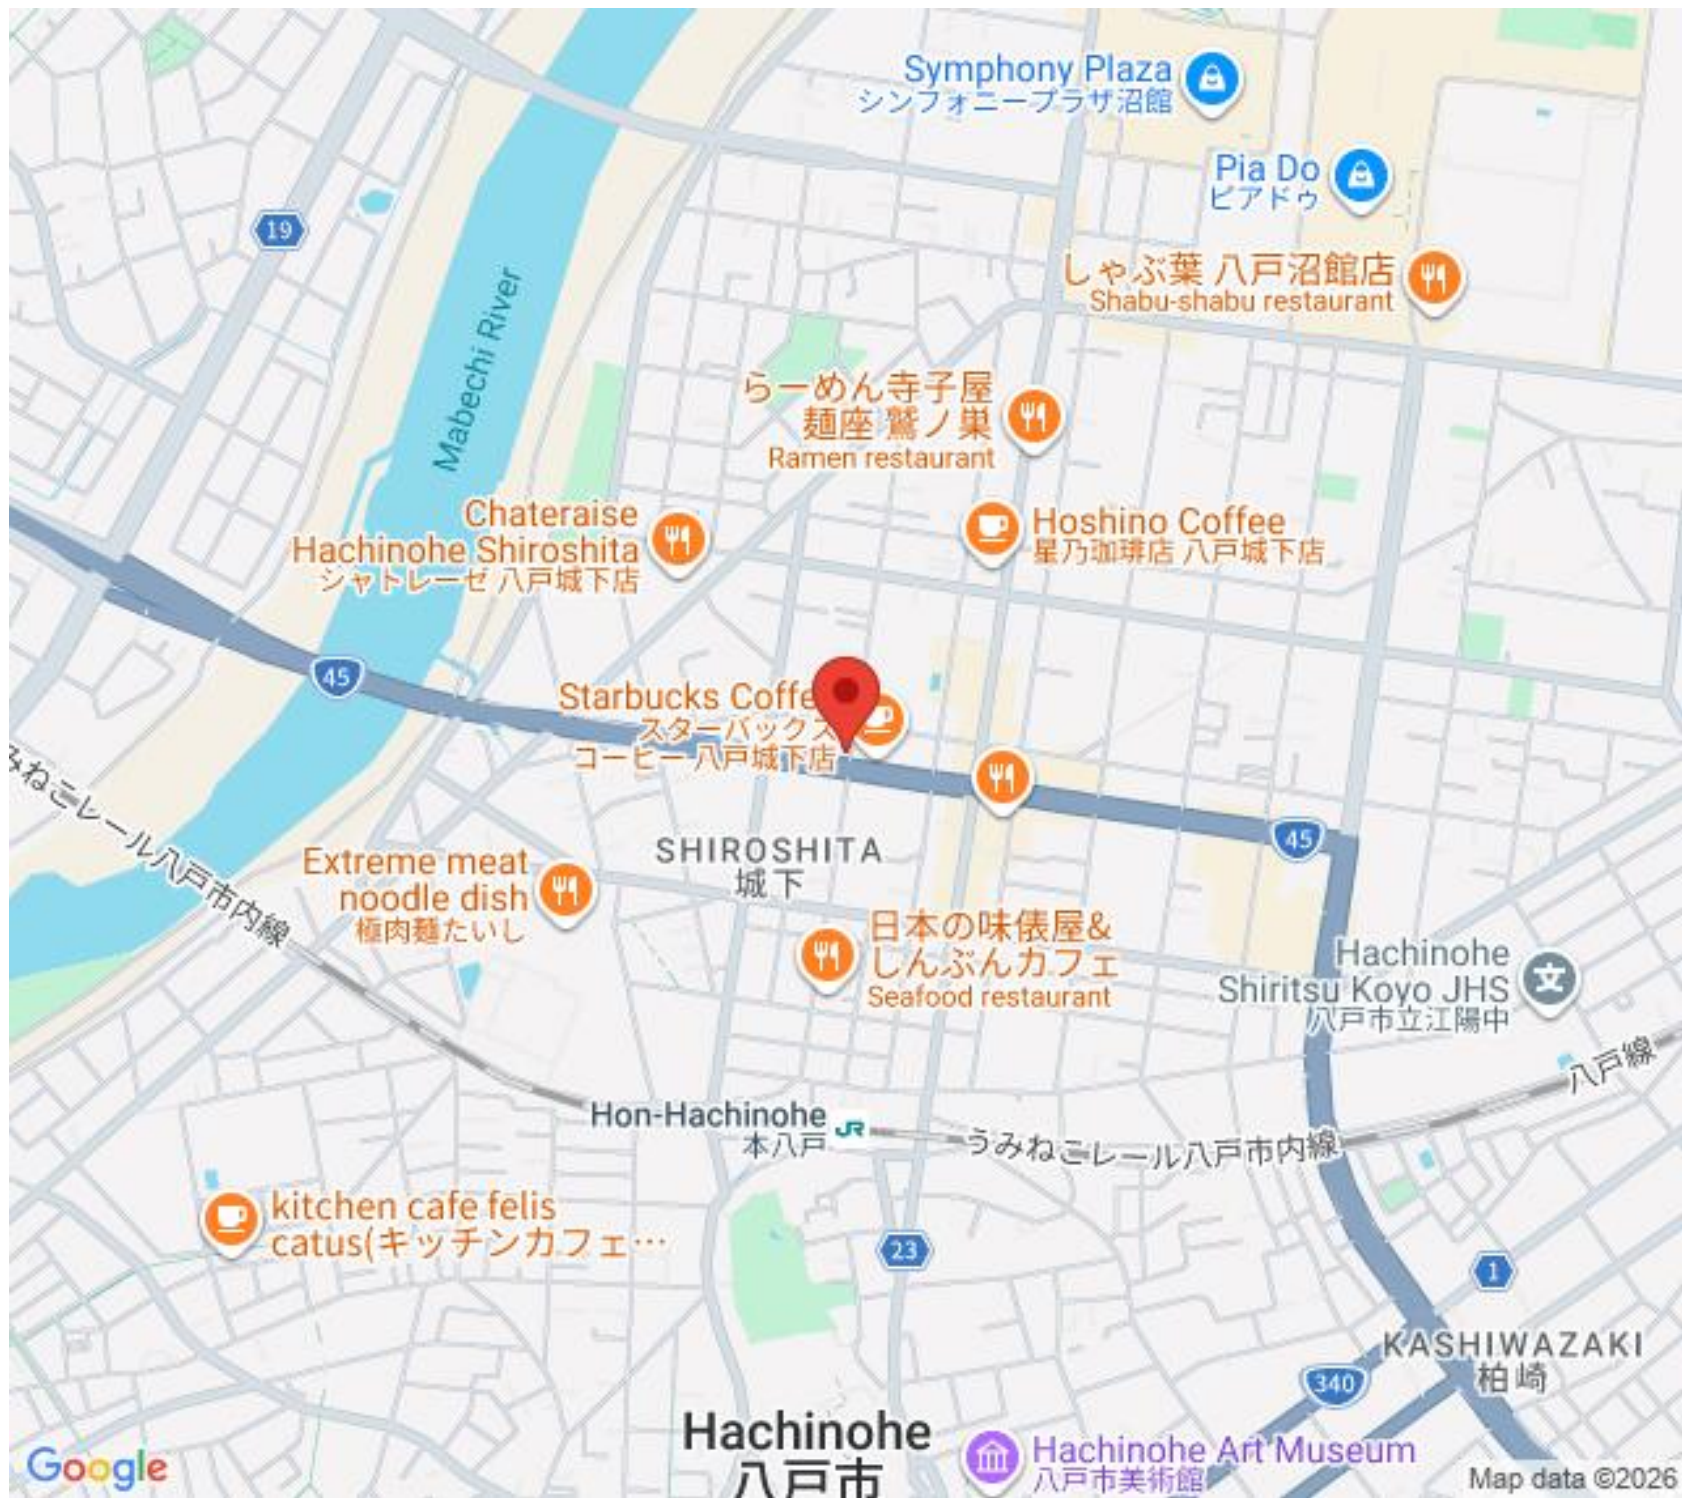 Symphony Plaza
シンフォニープラザ沼館
Pia Do
ピアドゥ
19
しゃぶ葉 八戸沼館店
Shabu-shabu restaurant
Mabechi River
らーめん寺子屋
麺座 鷲ノ巣
Ramen restaurant
Chateraise
Hachinohe Shiroshita
シャトレーゼ 八戸城下店
Hoshino Coffee
星乃珈琲店 八戸城下店
45
Starbucks Coffe
スターバックス
コーヒー 八戸城下店
45
みねこレール八戸市内線
SHIROSHITA
城下
Extreme meat
noodle dish
極肉麺たいし
日本の味俵屋&
しんぶんカフェ
Seafood restaurant
Hachinohe
Shiritsu Koyo JHS
八戸市立江陽中
文
八戸線
Hon-Hachinohe
本八戸
JR
うみねこレール八戸市内線
kitchen cafe felis
catus(キッチンカフェ…
23
1
KASHIWAZAKI
柏崎
340
Hachinohe
八戸市
Hachinohe Art Museum
八戸市美術館
Google
Map data ©2026